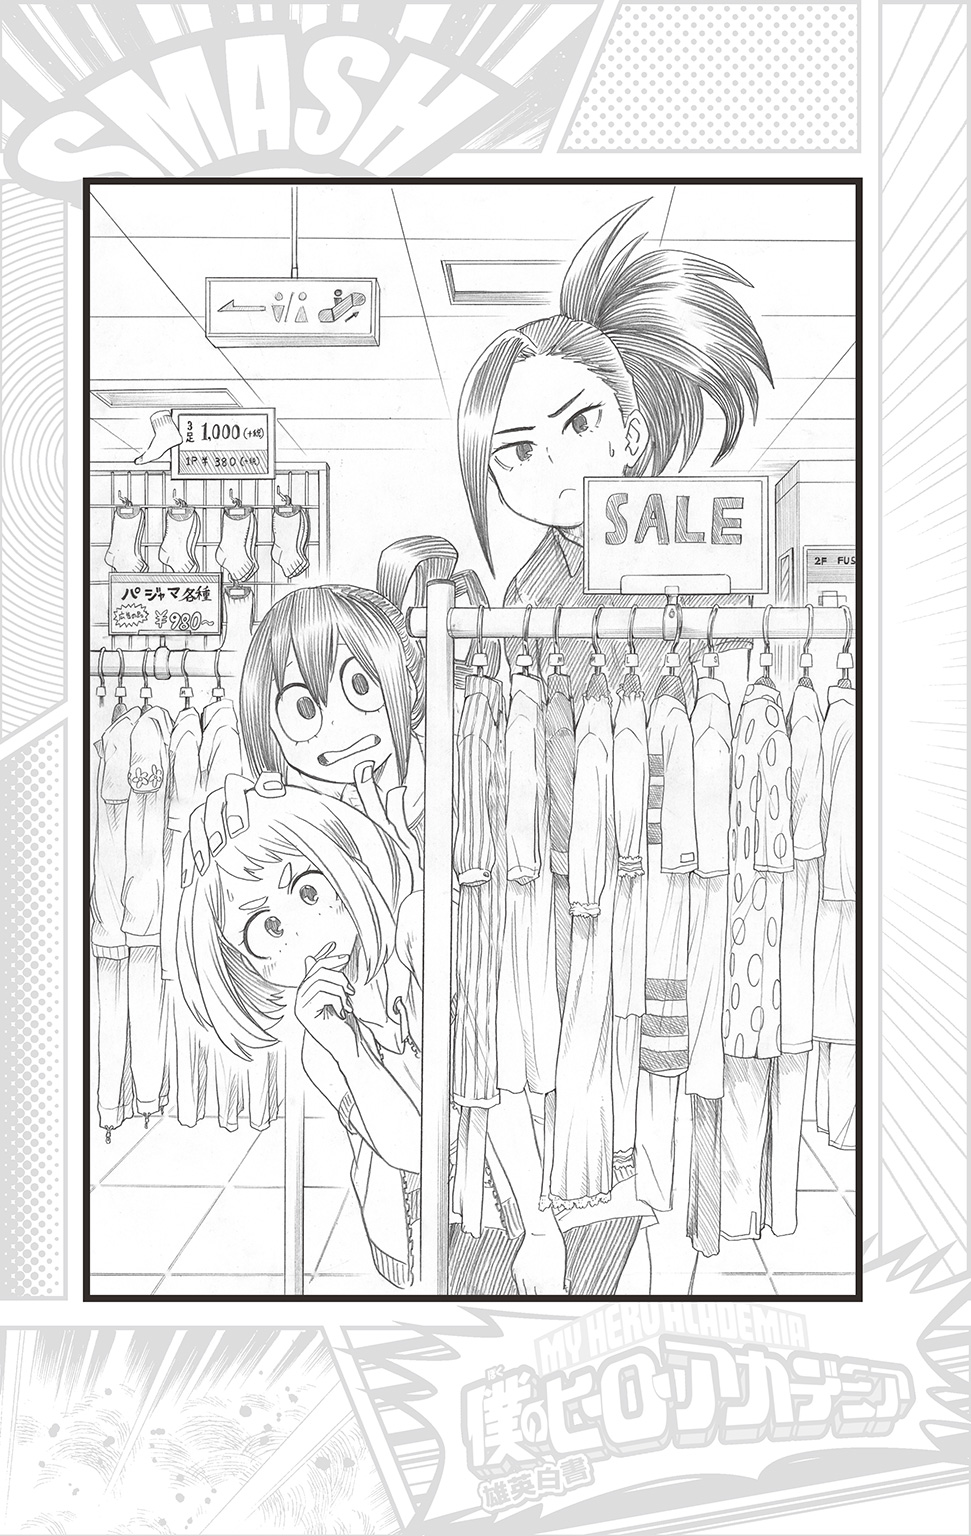 SMASH
3足 1,000(+税)
1P ¥380(+税)
SALE
2F FUS
パジャマ各種
¥980~
M
M
L
L
MY HERO ACADEMIA
僕のヒーローアカデミア
雄英白書